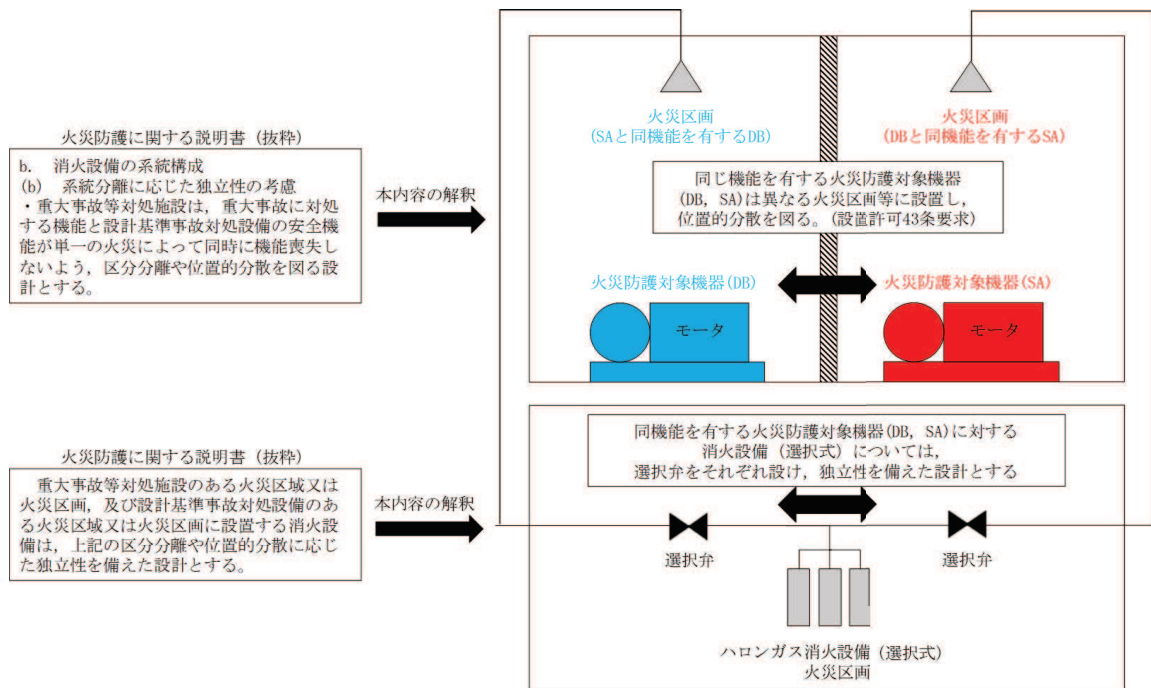 火災防護に関する説明書（抜粋）
b.　消火設備の系統構成
(b)　系統分離に応じた独立性の考慮
・重大事故等対処施設は，重大事故に対処
する機能と設計基準事故対処設備の安全機
能が単一の火災によって同時に機能喪失し
ないよう，区分分離や位置的分散を図る設
計とする。
本内容の解釈
火災区画
(SAと同機能を有するDB)
火災区画
(DBと同機能を有するSA)
同じ機能を有する火災防護対象機器
(DB, SA)は異なる火災区画等に設置し，
位置的分散を図る。(設置許可43条要求)
火災防護対象機器(DB)
火災防護対象機器(SA)
モータ
モータ
火災防護に関する説明書（抜粋）
重大事故等対処施設のある火災区域又は
火災区画，及び設計基準事故対処設備のあ
る火災区域又は火災区画に設置する消火設
備は，上記の区分分離や位置的分散に応じ
た独立性を備えた設計とする。
本内容の解釈
同機能を有する火災防護対象機器(DB, SA)に対する
消火設備（選択式）については，
選択弁をそれぞれ設け，独立性を備えた設計とする
選択弁
選択弁
ハロンガス消火設備（選択式）
火災区画